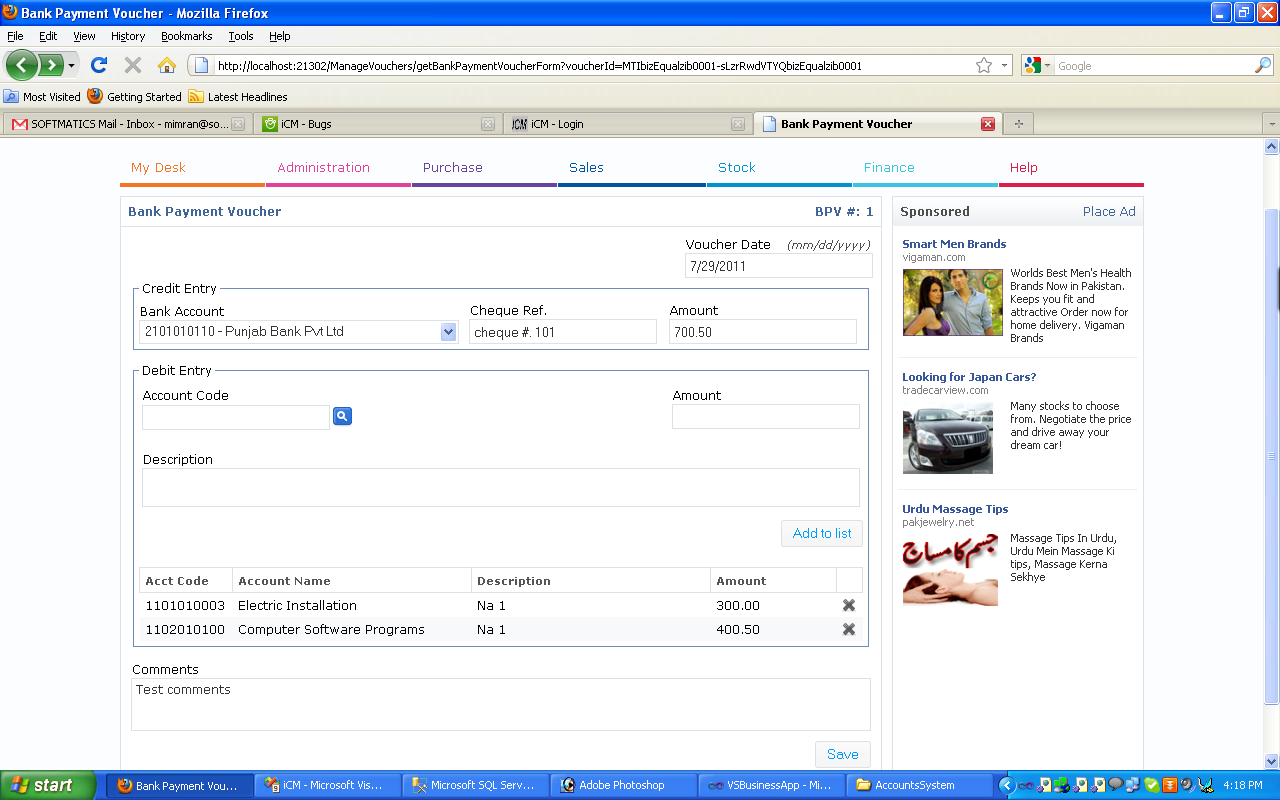 Bank Payment Voucher - Mozilla Firefox
File Edit View History Bookmarks Tools Help
http://localhost:21302/ManageVouchers/getBankPaymentVoucherForm?voucherId=MTIbizEqualzib0001-sLzrRwdVTYQbizEqualzib0001
Google
Most Visited Getting Started Latest Headlines
SOFTMATICS Mail - Inbox - mimran@so... iCM - Bugs iCM iCM - Login Bank Payment Voucher
My Desk Administration Purchase Sales Stock Finance Help
Bank Payment Voucher BPV #: 1
Voucher Date (mm/dd/yyyy)
7/29/2011
Credit Entry
Bank Account Cheque Ref. Amount
2101010110 - Punjab Bank Pvt Ltd cheque #. 101 700.50
Debit Entry
Account Code Amount
Description
Add to list
Acct Code Account Name Description Amount
1101010003 Electric Installation Na 1 300.00
1102010100 Computer Software Programs Na 1 400.50
Comments
Test comments
Save
Sponsored Place Ad
Smart Men Brands
vigaman.com
Worlds Best Men's Health
Brands Now in Pakistan.
Keeps you fit and
attractive Order now for
home delivery. Vigaman
Brands
Looking for Japan Cars?
tradecarview.com
Many stocks to choose
from. Negotiate the price
and drive away your
dream car!
Urdu Massage Tips
pakjewelry.net
جسم کا مساج
Massage Tips In Urdu,
Urdu Mein Massage Ki
tips, Massage Kerna
Sekhye
start Bank Payment Vou... iCM - Microsoft Vis... Microsoft SQL Serv... Adobe Photoshop VSBusinessApp - Mi... AccountsSystem 4:18 PM